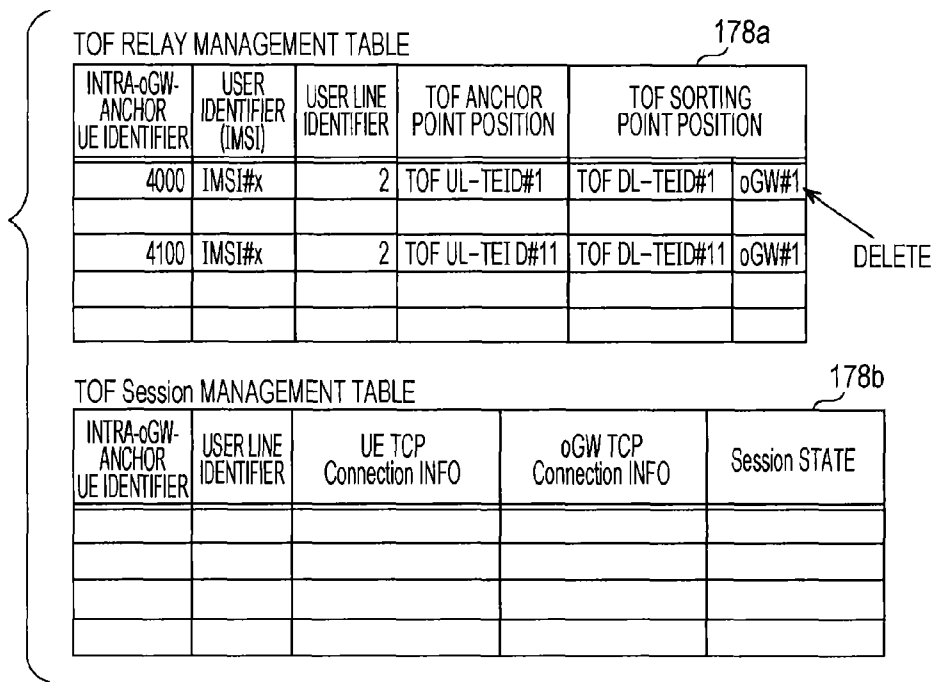 TOF RELAY MANAGEMENT TABLE
178a
INTRA-oGW-
ANCHOR
UE IDENTIFIER
USER
IDENTIFIER
(IMSI)
USER LINE
IDENTIFIER
TOF ANCHOR
POINT POSITION
TOF SORTING
POINT POSITION
4000 IMSI#x 2 TOF UL-TEID#1 TOF DL-TEID#1 oGW#1
4100 IMSI#x 2 TOF UL-TEI D#11 TOF DL-TEID#11 oGW#1
DELETE
TOF Session MANAGEMENT TABLE
178b
INTRA-oGW-
ANCHOR
UE IDENTIFIER
USER LINE
IDENTIFIER
UE TCP
Connection INFO
oGW TCP
Connection INFO
Session STATE